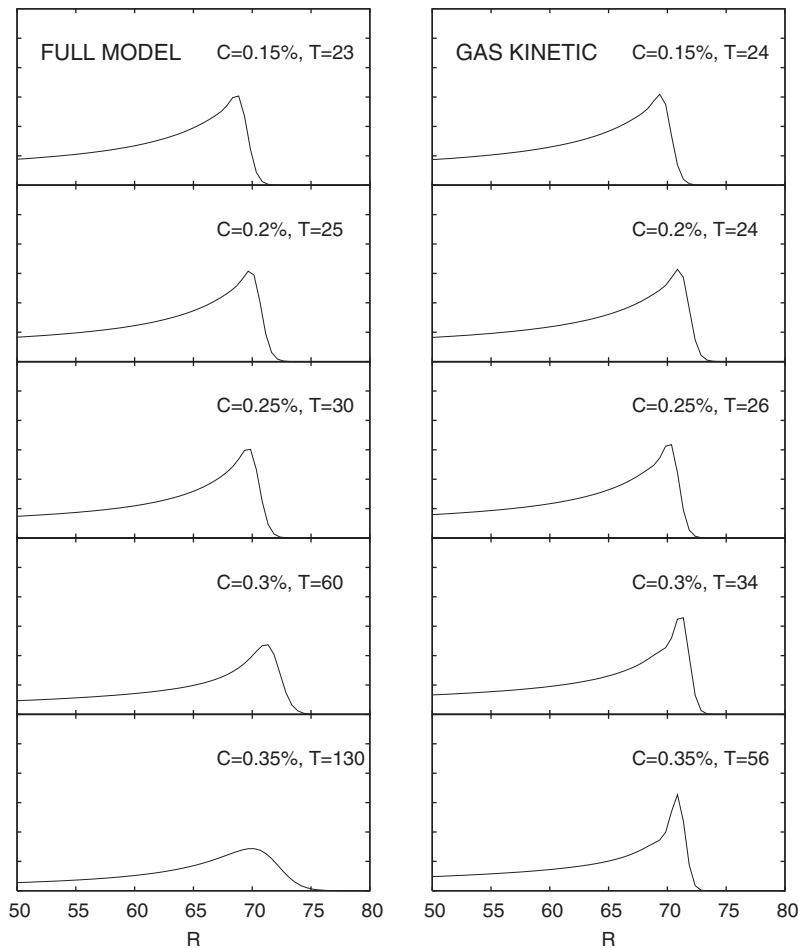 FULL MODEL
C=0.15%, T=23
GAS KINETIC
C=0.15%, T=24
C=0.2%, T=25
C=0.2%, T=24
C=0.25%, T=30
C=0.25%, T=26
C=0.3%, T=60
C=0.3%, T=34
C=0.35%, T=130
C=0.35%, T=56
50 55 60 65 70 75 80
50 55 60 65 70 75 80
R
R